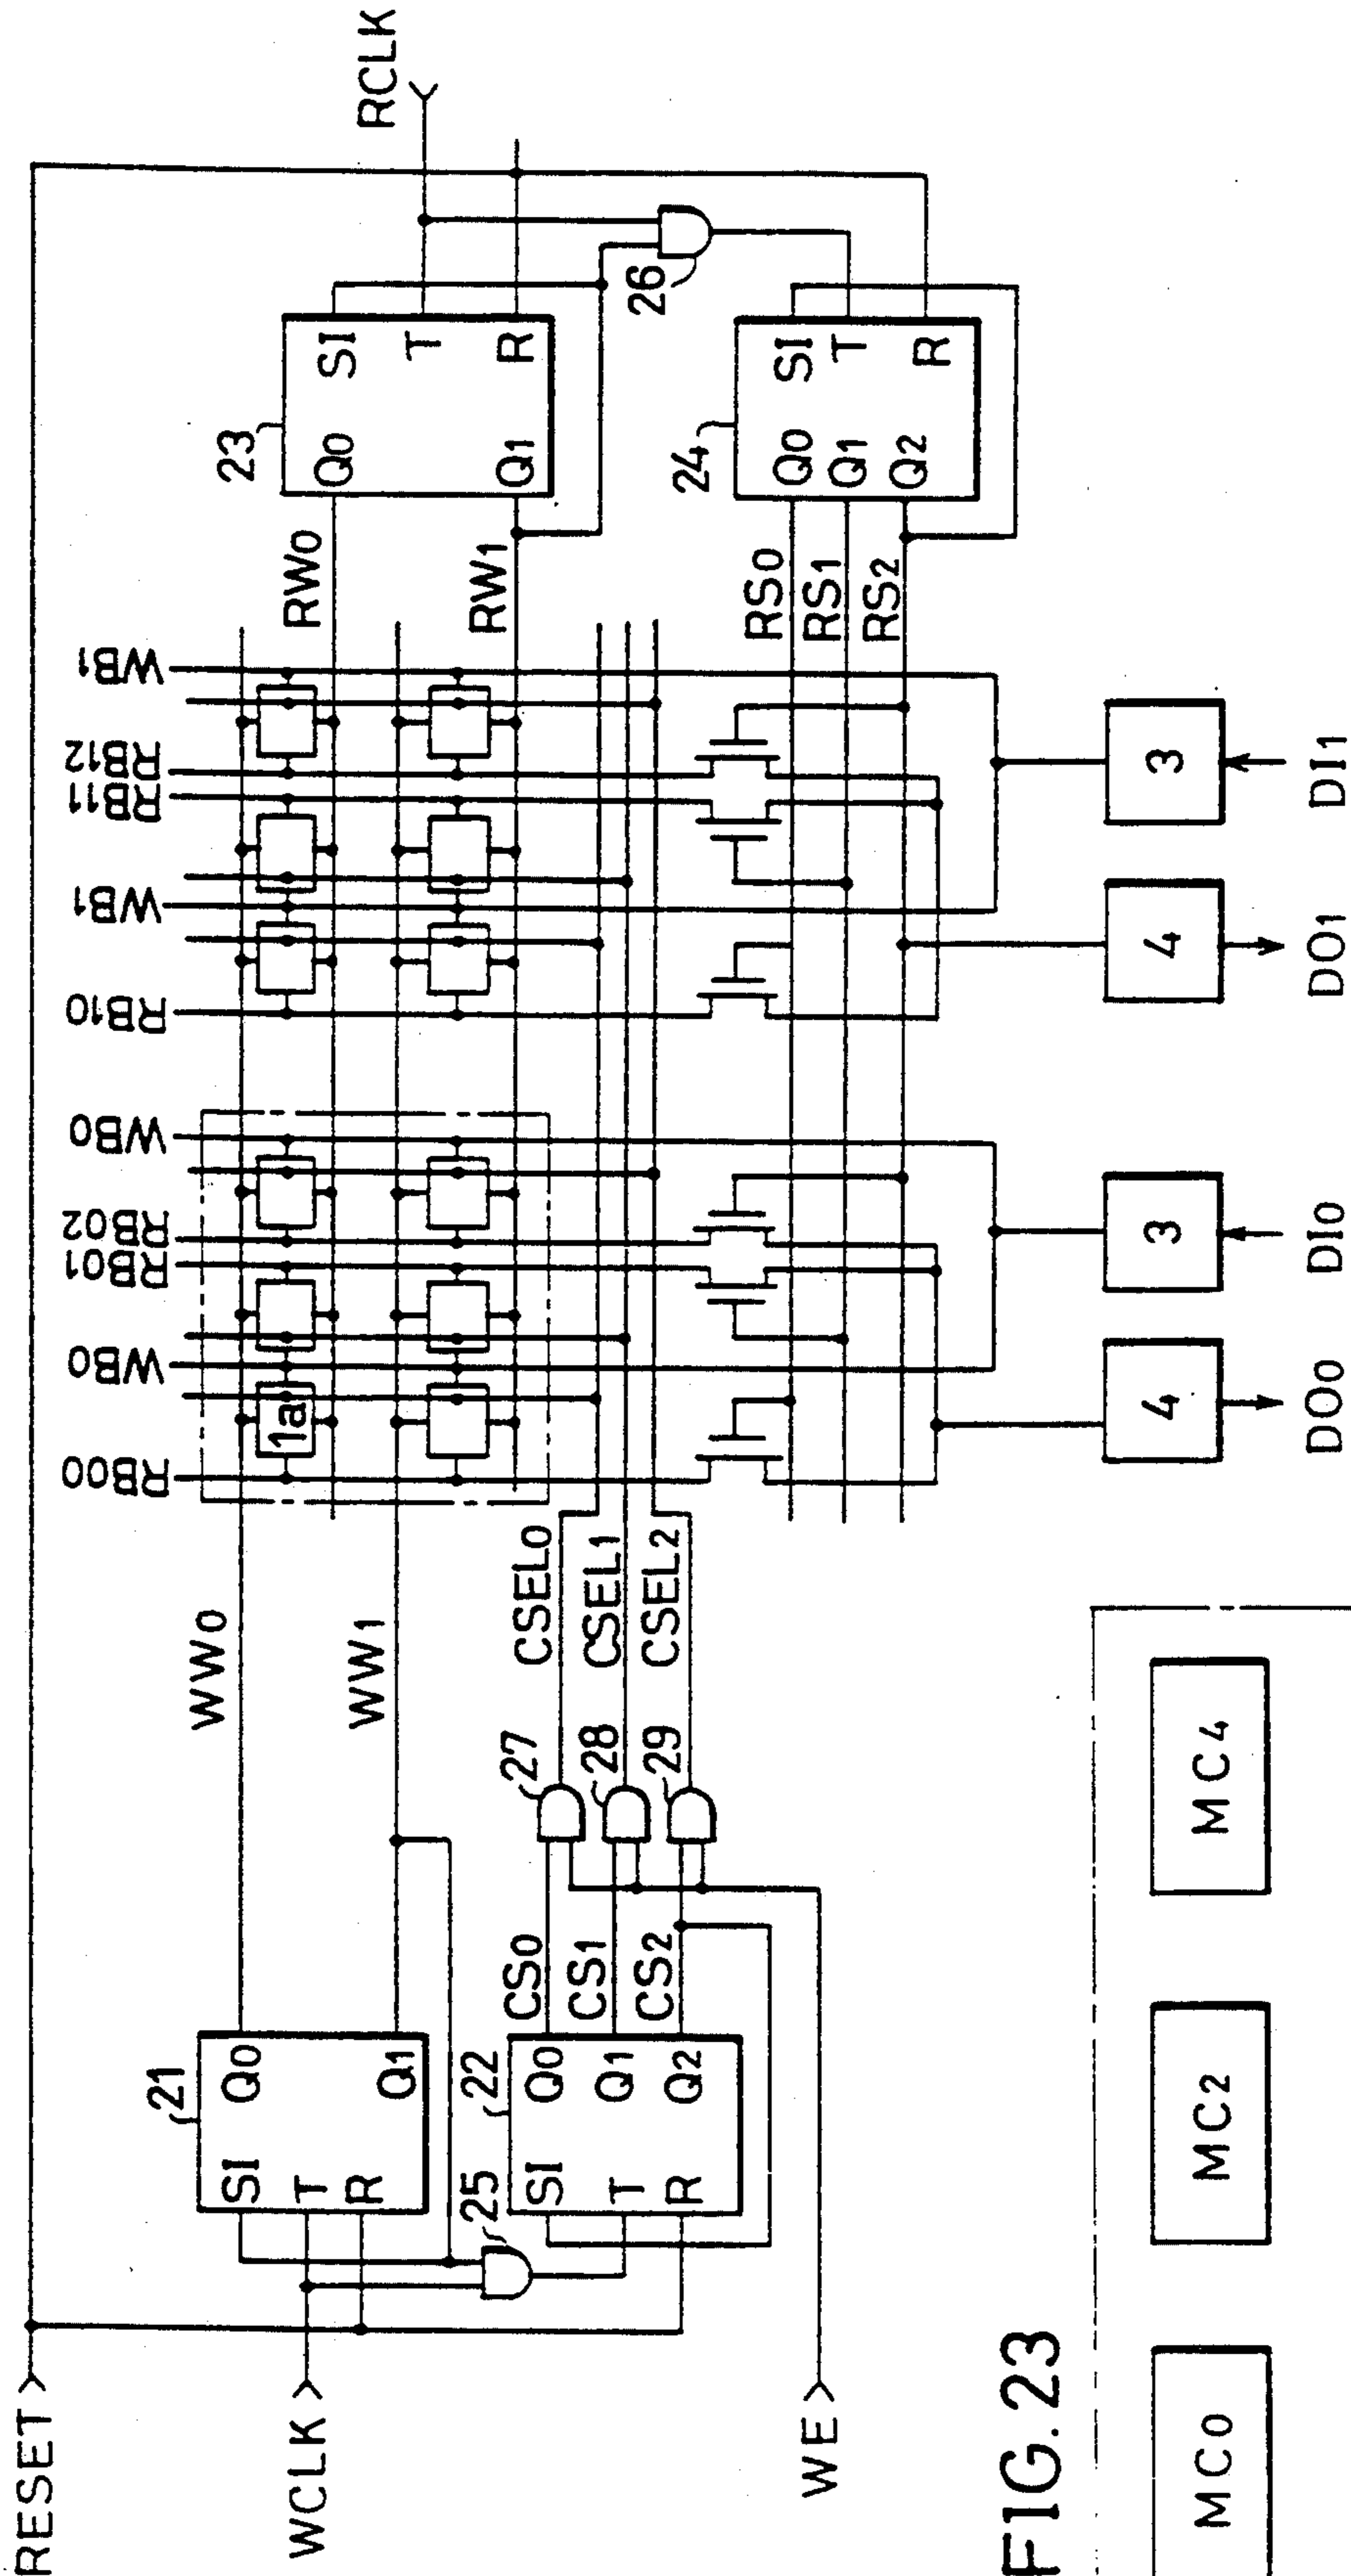 RESET
WCLK
WE
21
SI
T
R
Q0
Q1
25
22
SI
T
R
Q0
Q1
Q2
CS0
CS1
CS2
27
28
29
WW0
WW1
CSEL0
CSEL1
CSEL2
RB00
WB0
RB01
RB02
WB0
RB10
WB1
RB11
RB12
WB1
1a
RW0
RW1
RS0
RS1
RS2
23
Q0
Q1
SI
T
R
RCLK
26
24
Q0
Q1
Q2
SI
T
R
4
3
4
3
DO0
DI0
DO1
DI1
FIG. 23
MC0
MC2
MC4